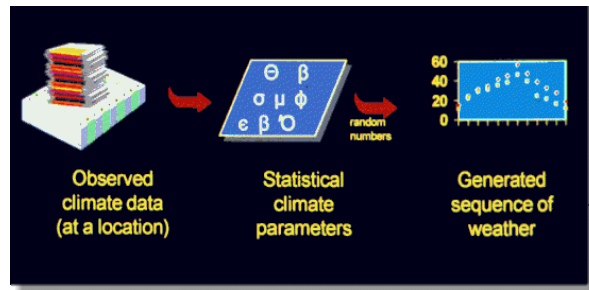 Θ β
σ μ ϕ
ε β Ό
random
numbers
60
40
20
0
Observed
climate data
(at a location)
Statistical
climate
parameters
Generated
sequence of
weather